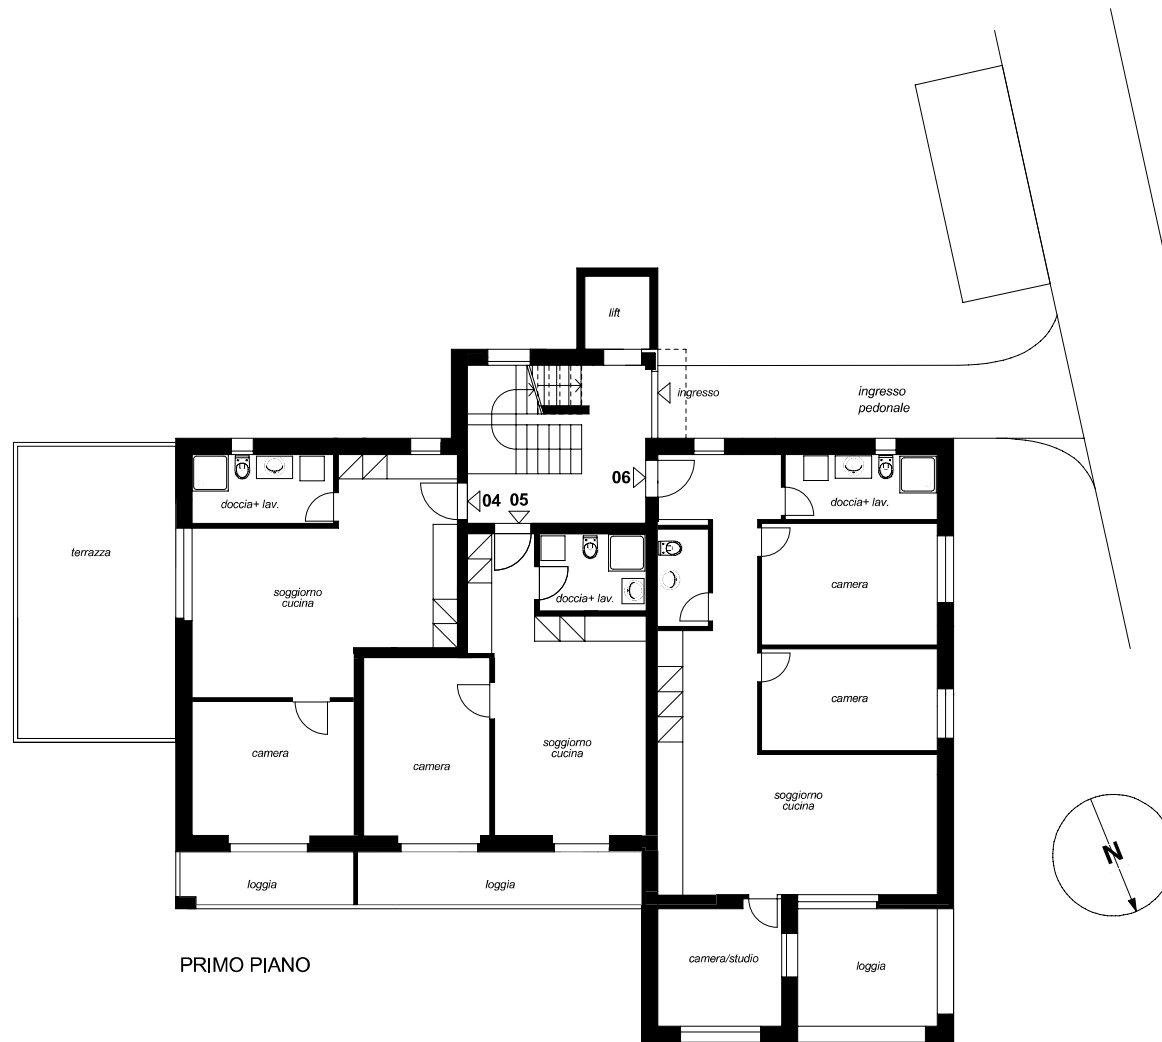 lift
ingresso
ingresso
pedonale
06
04
05
doccia+ lav.
doccia+ lav.
terrazza
soggiorno
cucina
doccia+ lav.
camera
camera
camera
camera
soggiorno
cucina
soggiorno
cucina
N
loggia
loggia
camera/studio
loggia
PRIMO PIANO